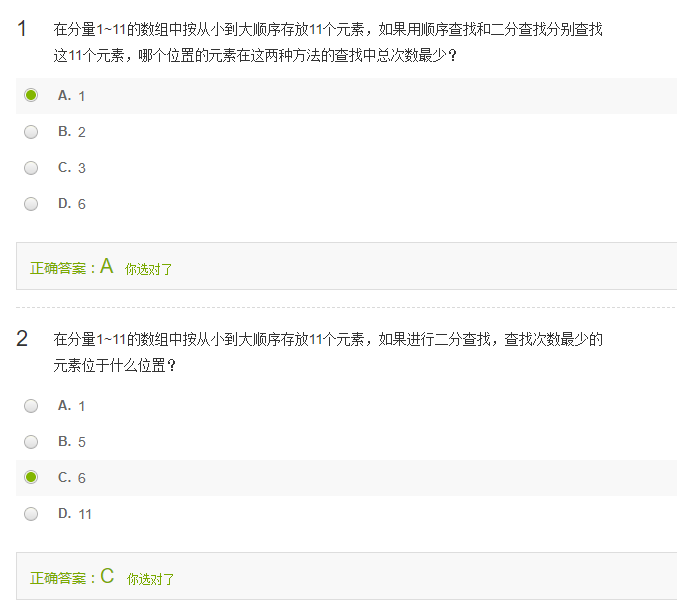 1 在分量1~11的数组中按从小到大顺序存放11个元素，如果用顺序查找和二分查找分别查找
这11个元素，哪个位置的元素在这两种方法的查找中总次数最少？
A. 1
B. 2
C. 3
D. 6
正确答案：A 你选对了
2 在分量1~11的数组中按从小到大顺序存放11个元素，如果进行二分查找，查找次数最少的
元素位于什么位置？
A. 1
B. 5
C. 6
D. 11
正确答案：C 你选对了